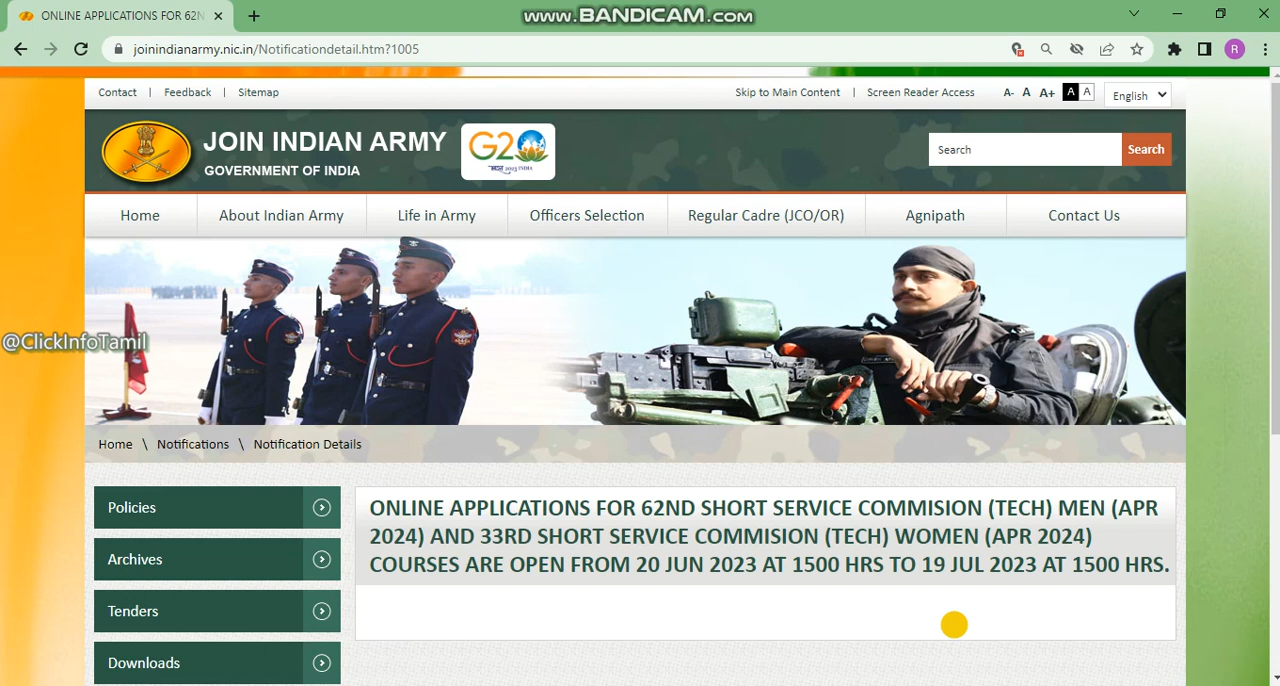 ONLINE APPLICATIONS FOR 62N
www.BANDICAM.com
joinindianarmy.nic.in/Notificationdetail.htm?1005
R
Contact | Feedback | Sitemap
Skip to Main Content | Screen Reader Access
A- A A+ A A
English
JOIN INDIAN ARMY
GOVERNMENT OF INDIA
G20
2023 INDIA
Search
Search
Home
About Indian Army
Life in Army
Officers Selection
Regular Cadre (JCO/OR)
Agnipath
Contact Us
@ClickInfoTamil
Home \ Notifications \ Notification Details
Policies
Archives
Tenders
Downloads
ONLINE APPLICATIONS FOR 62ND SHORT SERVICE COMMISION (TECH) MEN (APR
2024) AND 33RD SHORT SERVICE COMMISION (TECH) WOMEN (APR 2024)
COURSES ARE OPEN FROM 20 JUN 2023 AT 1500 HRS TO 19 JUL 2023 AT 1500 HRS.